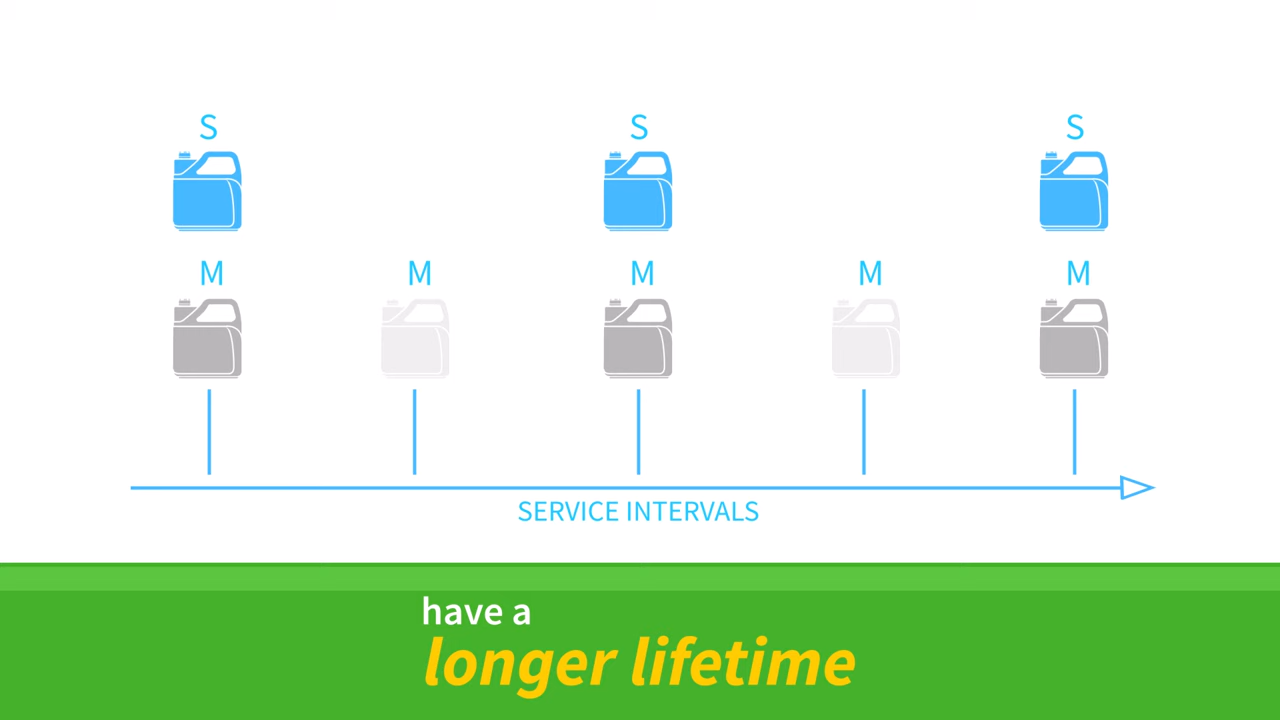 S S S
M M M M M
SERVICE INTERVALS
have a
longer lifetime